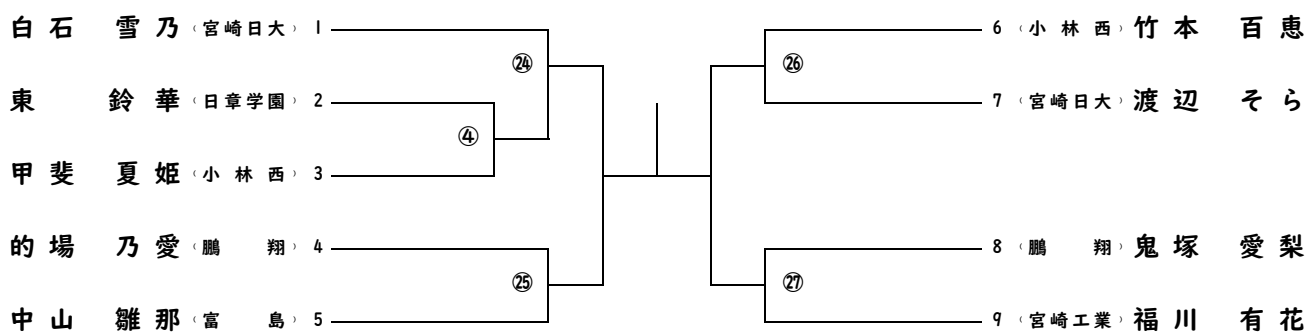 白石 雪乃 (宮崎日大) 1
㉔
東 鈴華 (日章学園) 2
④
甲斐 夏姫 (小林西) 3
的場 乃愛 (鵬翔) 4
㉕
中山 雛那 (富島) 5
6 (小林西) 竹本 百恵
㉖
7 (宮崎日大) 渡辺 そら
8 (鵬翔) 鬼塚 愛梨
㉗
9 (宮崎工業) 福川 有花